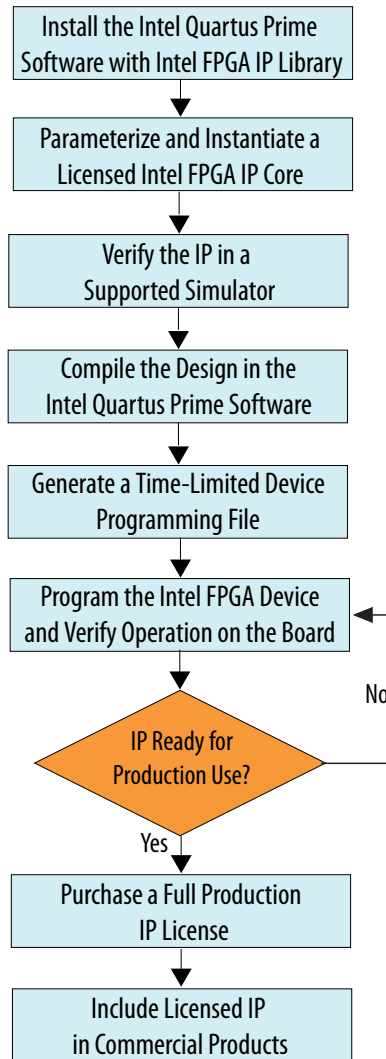 Install the Intel Quartus Prime
Software with Intel FPGA IP Library
Parameterize and Instantiate a
Licensed Intel FPGA IP Core
Verify the IP in a
Supported Simulator
Compile the Design in the
Intel Quartus Prime Software
Generate a Time-Limited Device
Programming File
Program the Intel FPGA Device
and Verify Operation on the Board
No
IP Ready for
Production Use?
Yes
Purchase a Full Production
IP License
Include Licensed IP
in Commercial Products